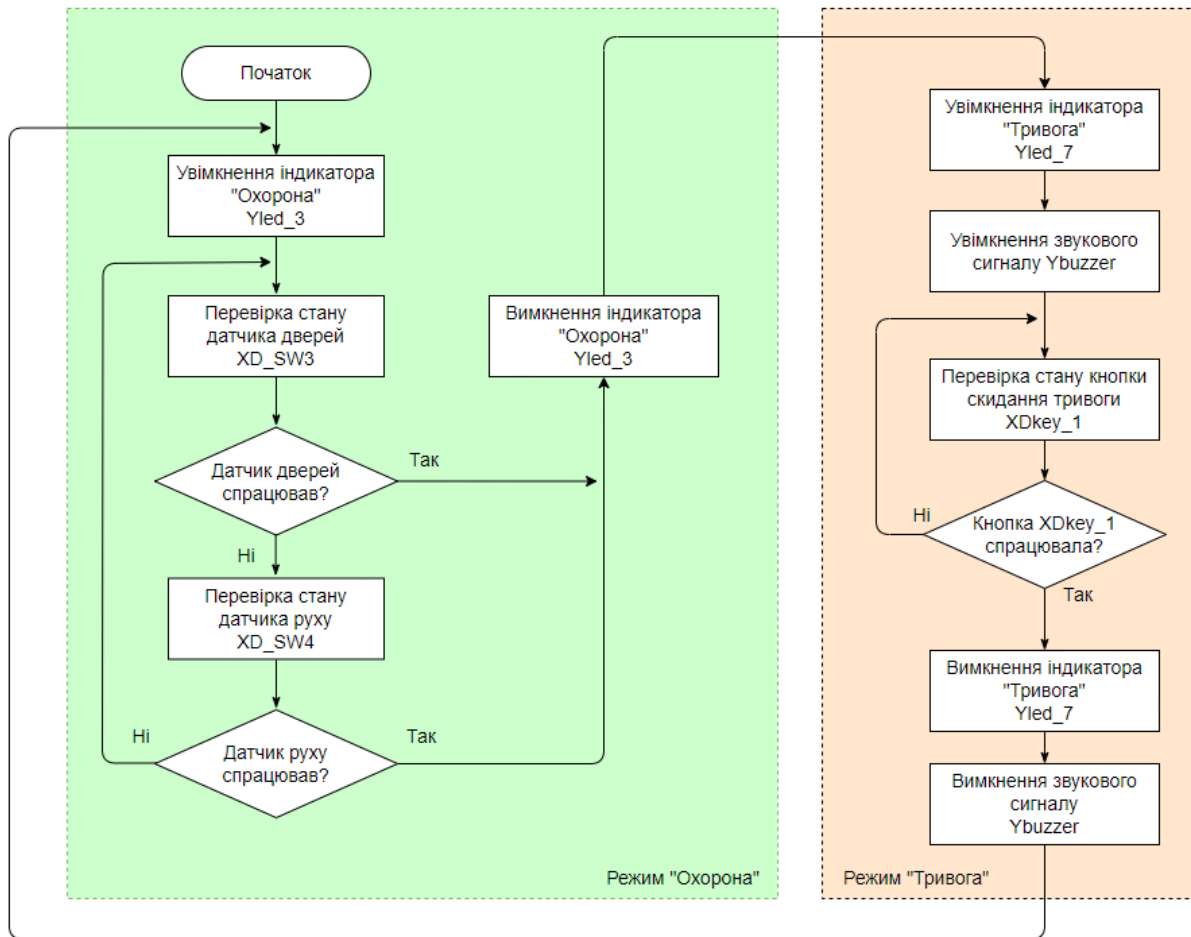 Початок
Увімкнення індикатора
"Охорона"
Yled_3
Перевірка стану
датчика дверей
XD_SW3
Датчик дверей
спрацював?
Так
Ні
Перевірка стану
датчика руху
XD_SW4
Датчик руху
спрацював?
Ні
Так
Вимкнення індикатора
"Охорона"
Yled_3
Режим "Охорона"
Увімкнення індикатора
"Тривога"
Yled_7
Увімкнення звукового
сигналу Ybuzzer
Перевірка стану кнопки
скидання тривоги
XDkey_1
Кнопка XDkey_1
спрацювала?
Ні
Так
Вимкнення індикатора
"Тривога"
Yled_7
Вимкнення звукового
сигналу
Ybuzzer
Режим "Тривога"